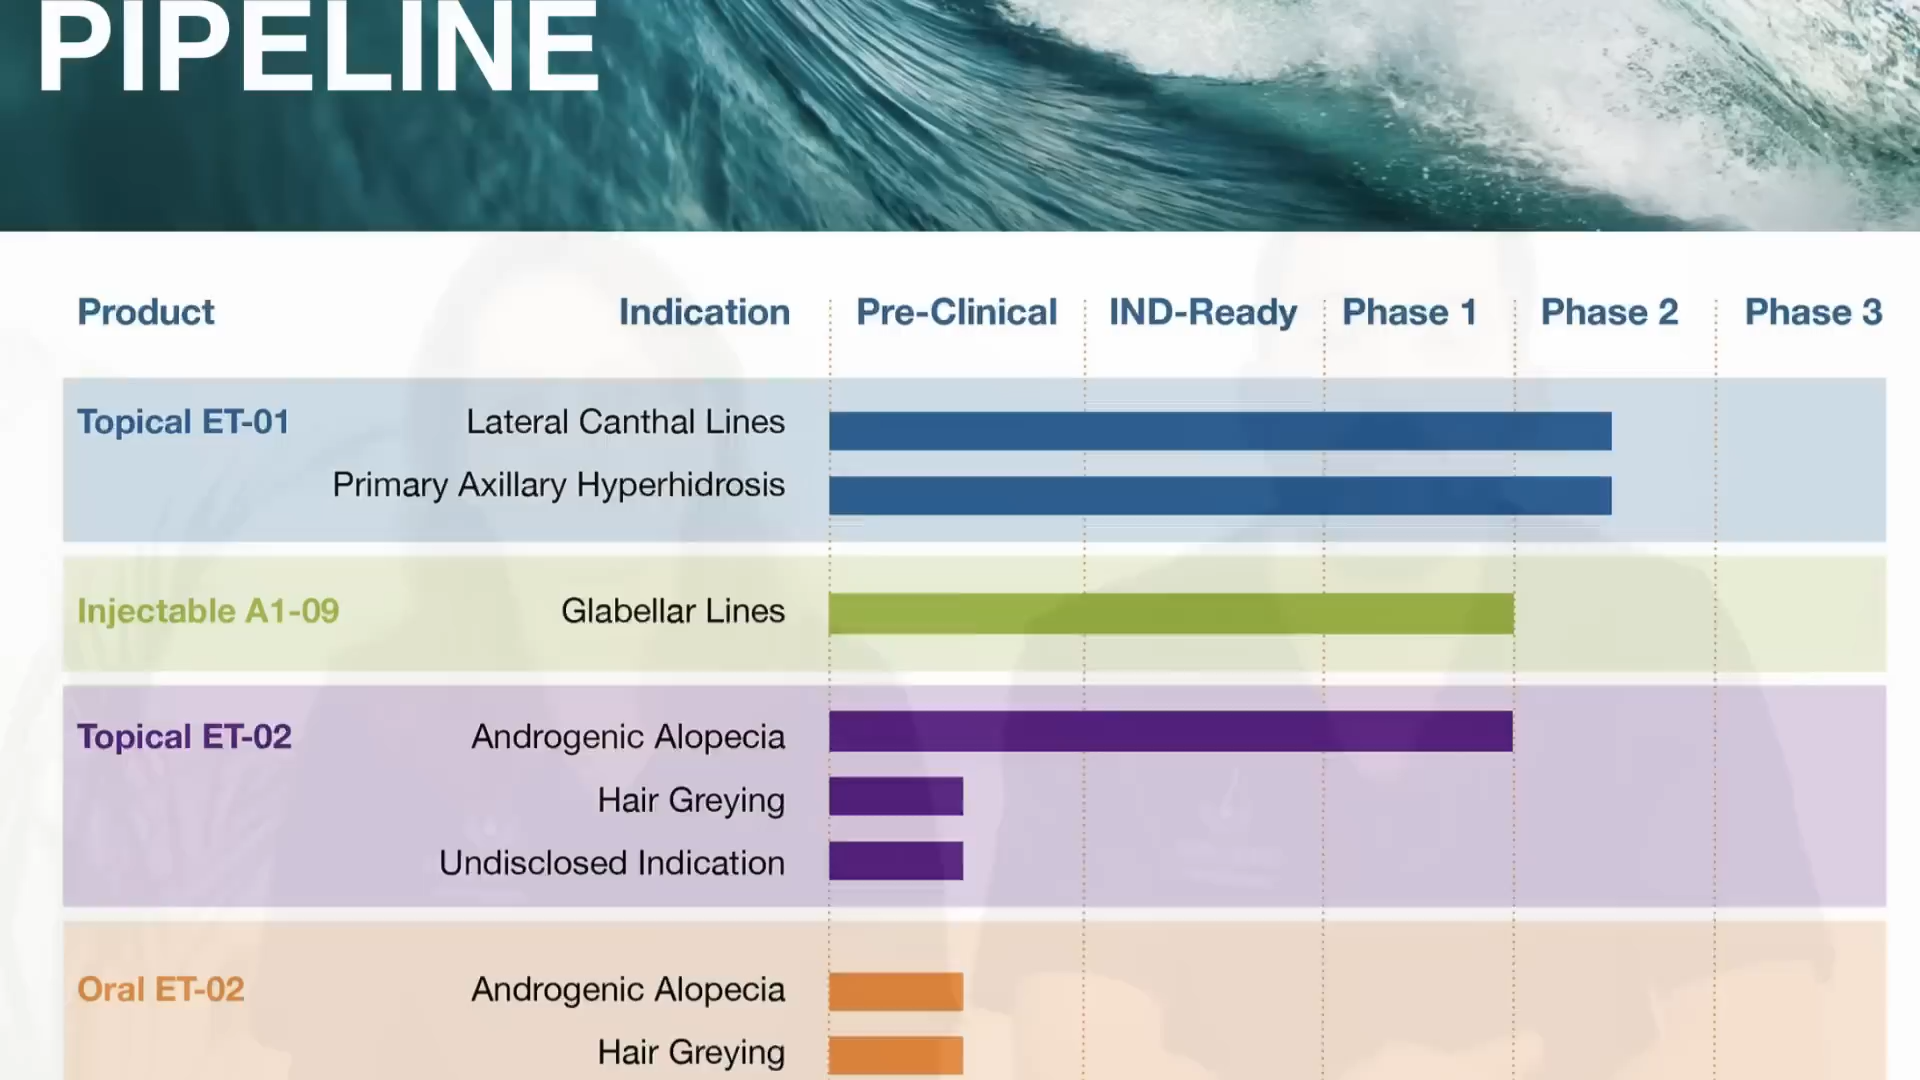 PIPELINE
Product Indication Pre-Clinical IND-Ready Phase 1 Phase 2 Phase 3
Topical ET-01 Lateral Canthal Lines
Primary Axillary Hyperhidrosis
Injectable A1-09 Glabellar Lines
Topical ET-02 Androgenic Alopecia
Hair Greying
Undisclosed Indication
Oral ET-02 Androgenic Alopecia
Hair Greying